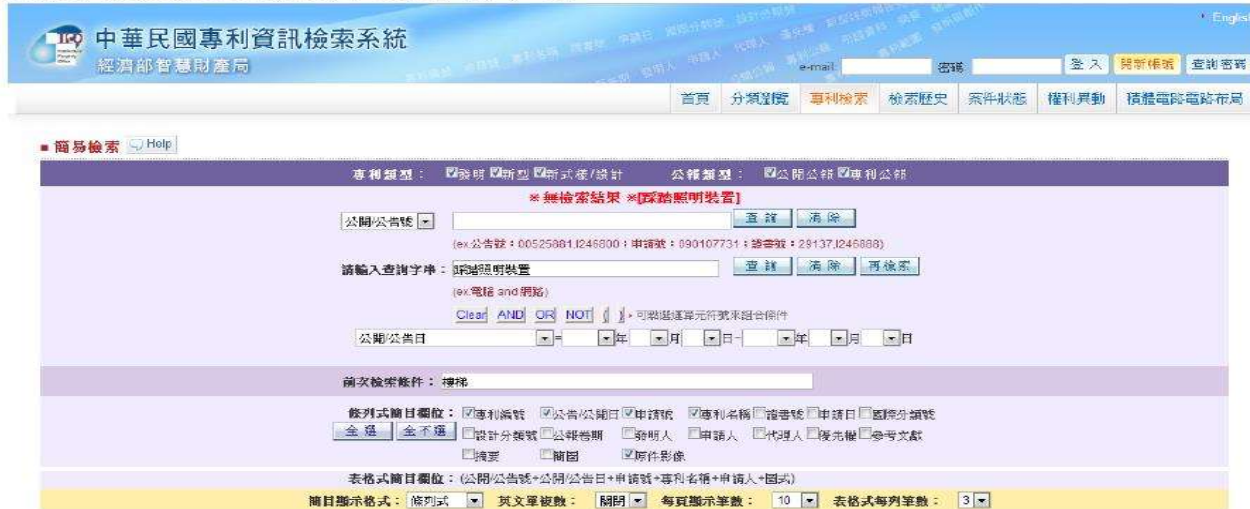 English
中華民國專利資訊檢索系統
經濟部智慧財產局
e-mail 密碼 登入 開新帳號 查詢密碼
首頁 分類瀏覽 專利檢索 檢索歷史 案件狀態 權利異動 積體電路電路布局
簡易檢索 Help
專利類型： 發明 新型 新式樣/設計 公報類型： 公開公報 專利公報
※ 無檢索結果 ※[踩踏照明裝置]
公開/公告號 查詢 清除
(ex.公告號：00525881,I246800；申請號：090107731；證書號：29137,I246888)
請輸入查詢字串： 踩踏照明裝置 查詢 清除 再檢索
(ex.電腦 and 網路)
Clear AND OR NOT ( )，可點選運算元符號來組合條件
公開/公告日 = 年 月 日~ 年 月 日
前次檢索條件： 樓梯
條列式簡目欄位： 專利編號 公告/公開日 申請號 專利名稱 證書號 申請日 國際分類號
全選 全不選 設計分類號 公報卷期 發明人 申請人 代理人 優先權 參考文獻
摘要 簡圖 原件影像
表格式簡目欄位：(公開/公告號+公開/公告日+申請號+專利名稱+申請人+圖式)
簡目顯示格式： 條列式 英文單複數： 關閉 每頁顯示筆數： 10 表格式每列筆數： 3